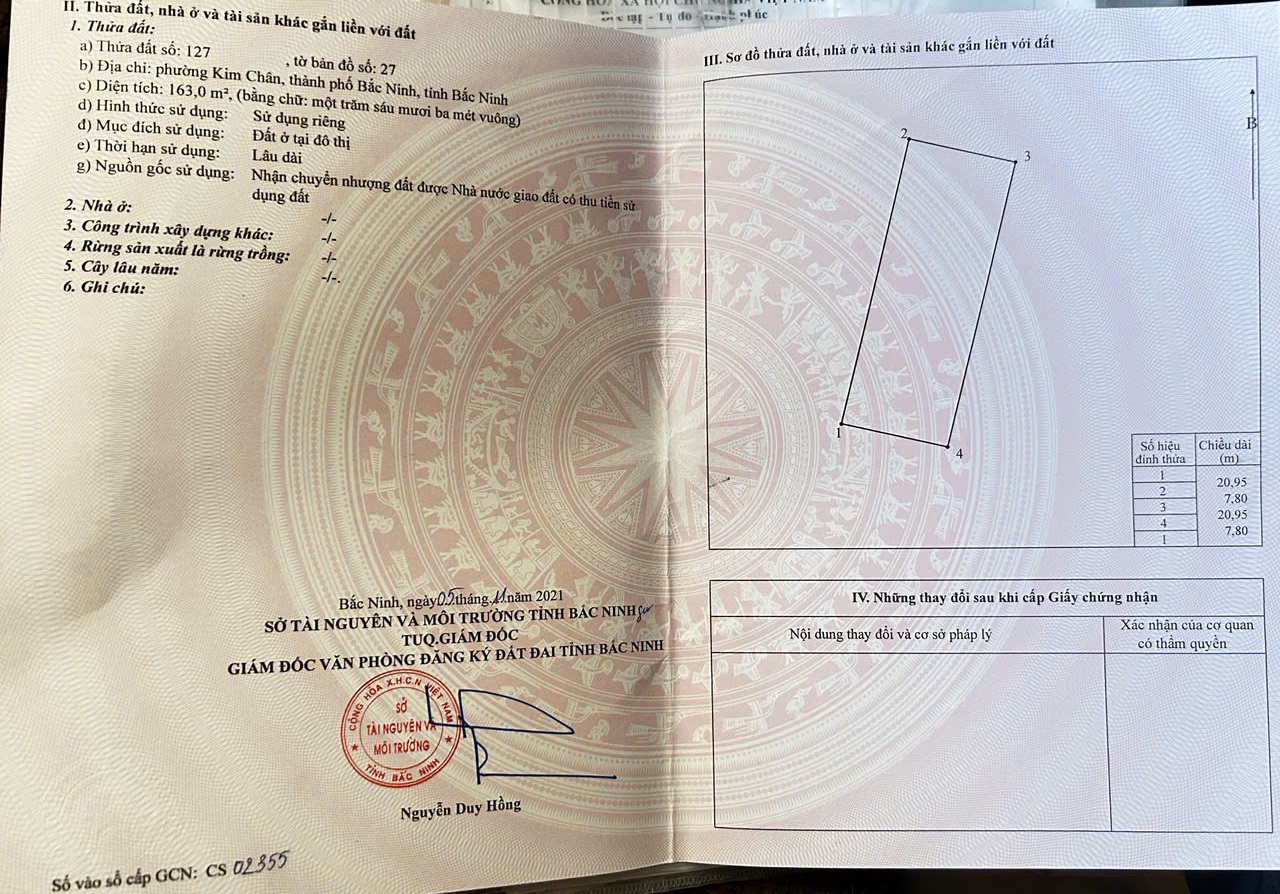 II. Thửa đất, nhà ở và tài sản khác gắn liền với đất
1. Thửa đất:
a) Thửa đất số: 127 , tờ bản đồ số: 27
b) Địa chỉ: phường Kim Chân, thành phố Bắc Ninh, tỉnh Bắc Ninh
c) Diện tích: 163,0 m², (bằng chữ: một trăm sáu mươi ba mét vuông)
d) Hình thức sử dụng: Sử dụng riêng
đ) Mục đích sử dụng: Đất ở tại đô thị
e) Thời hạn sử dụng: Lâu dài
g) Nguồn gốc sử dụng: Nhận chuyển nhượng đất được Nhà nước giao đất có thu tiền sử
dụng đất
2. Nhà ở: -/-
3. Công trình xây dựng khác: -/-
4. Rừng sản xuất là rừng trồng: -/-
5. Cây lâu năm: -/-.
6. Ghi chú:
Bắc Ninh, ngày 05 tháng 11 năm 2021
SỞ TÀI NGUYÊN VÀ MÔI TRƯỜNG TỈNH BẮC NINH
TUQ.GIÁM ĐỐC
GIÁM ĐỐC VĂN PHÒNG ĐĂNG KÝ ĐẤT ĐAI TỈNH BẮC NINH
CỘNG HÒA X.H.C.N VIỆT NAM
SỞ
TÀI NGUYÊN VÀ
MÔI TRƯỜNG
TỈNH BẮC NINH
Nguyễn Duy Hồng
Số vào sổ cấp GCN: CS 02355
III. Sơ đồ thửa đất, nhà ở và tài sản khác gắn liền với đất
B
2
3
1
4
Số hiệu đỉnh thửa Chiều dài (m)
1
20,95
2
7,80
3
20,95
4
7,80
1
IV. Những thay đổi sau khi cấp Giấy chứng nhận
Nội dung thay đổi và cơ sở pháp lý
Xác nhận của cơ quan
có thẩm quyền